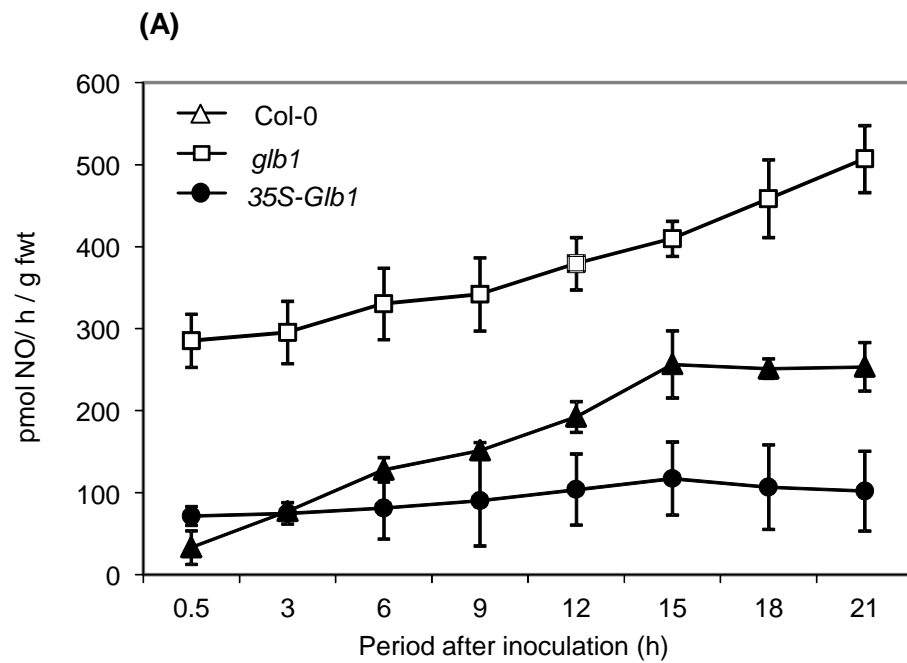 (A)
600
500
400
300
200
100
0
pmol NO/ h / g fwt
Col-0
glb1
35S-Glb1
0.5 3 6 9 12 15 18 21
Period after inoculation (h)